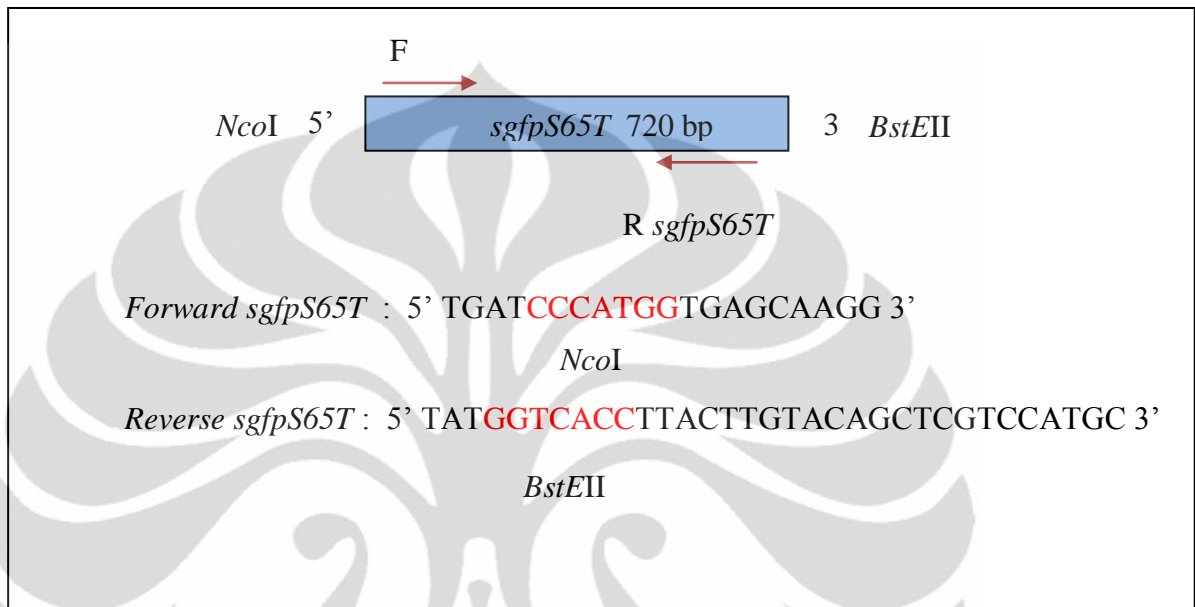 F
NcoI 5’ sgfpS65T 720 bp 3 BstEII
R sgfpS65T
Forward sgfpS65T : 5’ TGATCCCATGGTGAGCAAGG 3’
NcoI
Reverse sgfpS65T : 5’ TATGGTCACCTTACTTGTACAGCTCGTCCATGC 3’
BstEII